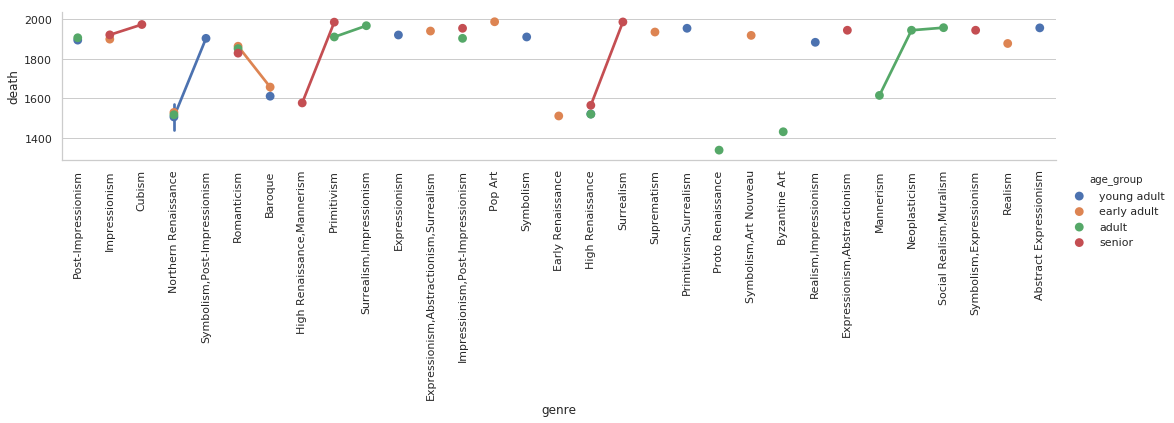 2000
1800
1600
1400
death
Post-Impressionism
Impressionism
Cubism
Northern Renaissance
Symbolism,Post-Impressionism
Romanticism
Baroque
High Renaissance,Mannerism
Primitivism
Surrealism,Impressionism
Expressionism
Expressionism,Abstractionism,Surrealism
Impressionism,Post-Impressionism
Pop Art
Symbolism
Early Renaissance
High Renaissance
Surrealism
Suprematism
Primitivism,Surrealism
Proto Renaissance
Symbolism,Art Nouveau
Byzantine Art
Realism,Impressionism
Expressionism,Abstractionism
Mannerism
Neoplasticism
Social Realism,Muralism
Symbolism,Expressionism
Realism
Abstract Expressionism
genre
age_group
young adult
early adult
adult
senior